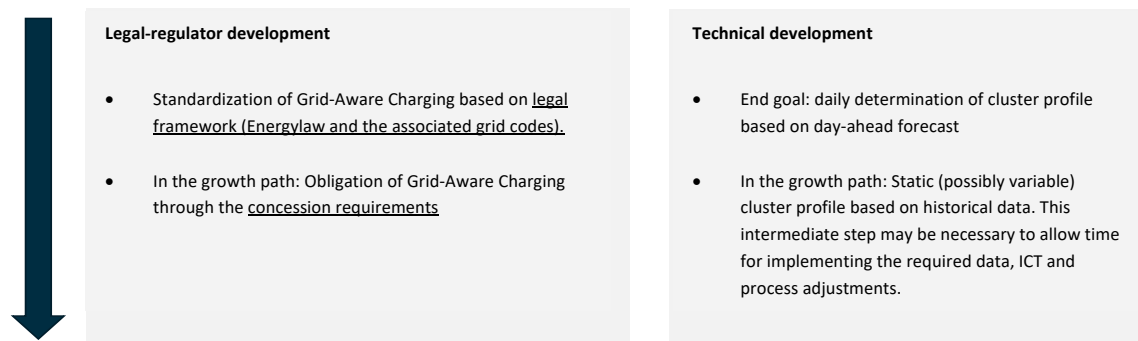 Legal-regulator development
• Standardization of Grid-Aware Charging based on legal
framework (Energylaw and the associated grid codes).
• In the growth path: Obligation of Grid-Aware Charging
through the concession requirements
Technical development
• End goal: daily determination of cluster profile
based on day-ahead forecast
• In the growth path: Static (possibly variable)
cluster profile based on historical data. This
intermediate step may be necessary to allow time
for implementing the required data, ICT and
process adjustments.